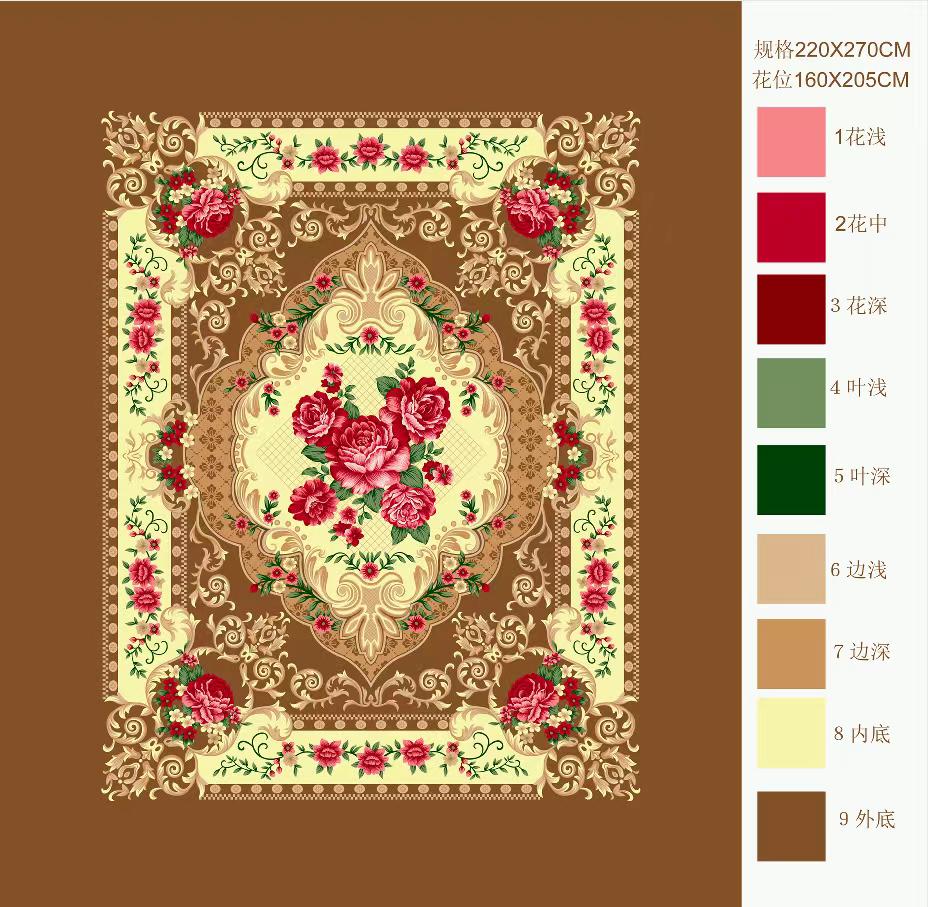 规格220X270CM
花位160X205CM
1花浅
2花中
3 花深
4 叶浅
5 叶深
6 边浅
7 边深
8 内底
9 外底